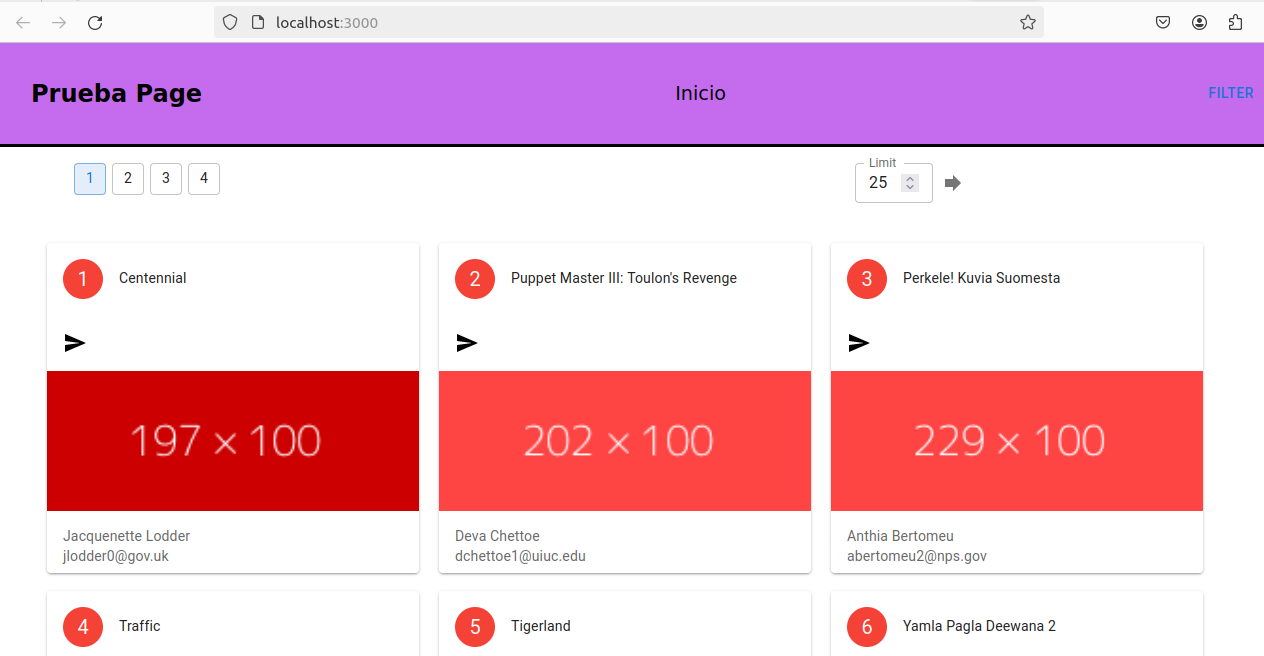 localhost:3000
Prueba Page
Inicio
FILTER
1 2 3 4
Limit
25
1 Centennial
2 Puppet Master III: Toulon's Revenge
3 Perkele! Kuvia Suomesta
197 × 100
202 × 100
229 × 100
Jacquenette Lodder
jlodder0@gov.uk
Deva Chettoe
dchettoe1@uiuc.edu
Anthia Bertomeu
abertomeu2@nps.gov
4 Traffic
5 Tigerland
6 Yamla Pagla Deewana 2